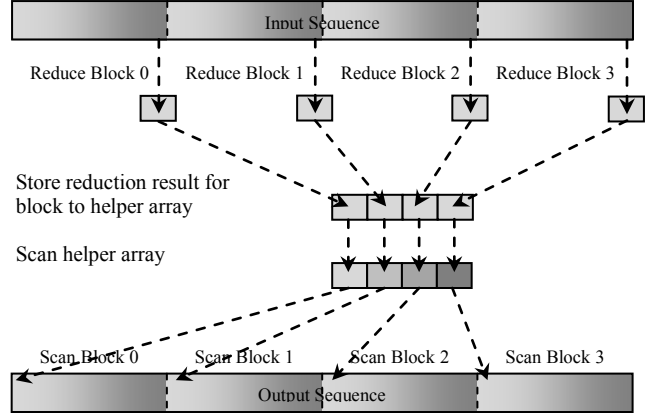 Input Sequence
Reduce Block 0 Reduce Block 1 Reduce Block 2 Reduce Block 3
Store reduction result for
block to helper array
Scan helper array
Scan Block 0 Scan Block 1 Scan Block 2 Scan Block 3
Output Sequence